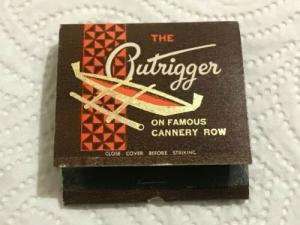 THE
Outrigger
ON FAMOUS
CANNERY ROW
CLOSE COVER BEFORE STRIKING